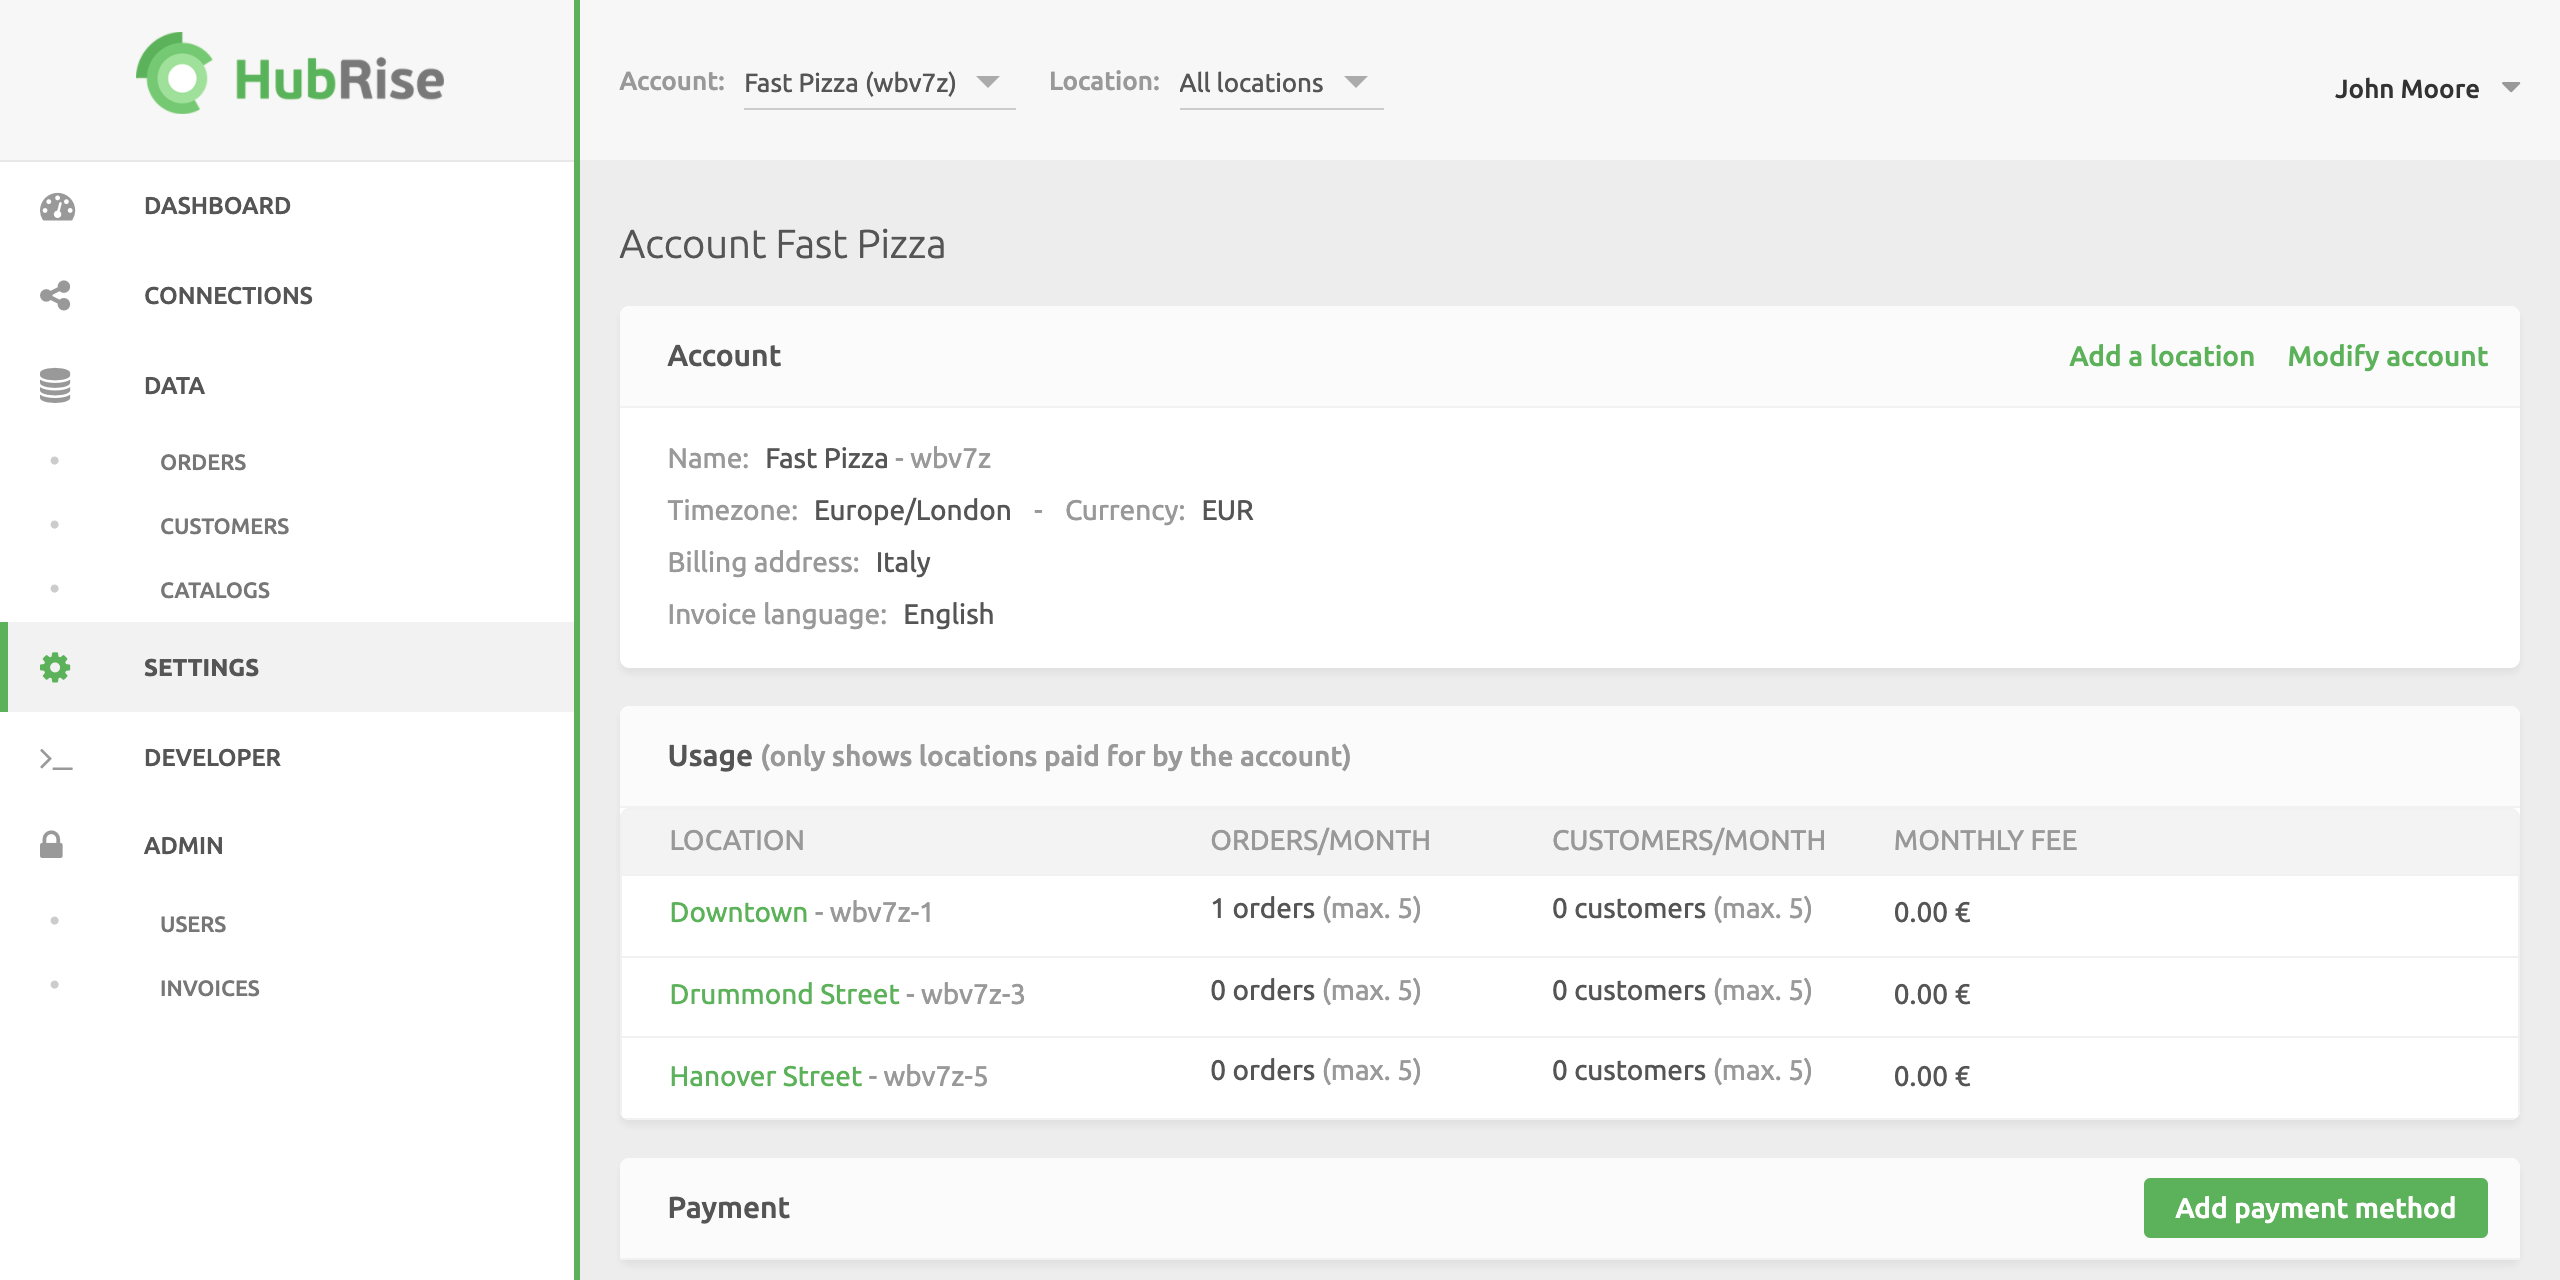 HubRise
Account: Fast Pizza (wbv7z) Location: All locations
John Moore
DASHBOARD
CONNECTIONS
DATA
ORDERS
CUSTOMERS
CATALOGS
SETTINGS
DEVELOPER
ADMIN
USERS
INVOICES
Account Fast Pizza
Account Add a location Modify account
Name: Fast Pizza - wbv7z
Timezone: Europe/London - Currency: EUR
Billing address: Italy
Invoice language: English
Usage (only shows locations paid for by the account)
LOCATION ORDERS/MONTH CUSTOMERS/MONTH MONTHLY FEE
Downtown - wbv7z-1 1 orders (max. 5) 0 customers (max. 5) 0.00 €
Drummond Street - wbv7z-3 0 orders (max. 5) 0 customers (max. 5) 0.00 €
Hanover Street - wbv7z-5 0 orders (max. 5) 0 customers (max. 5) 0.00 €
Payment Add payment method